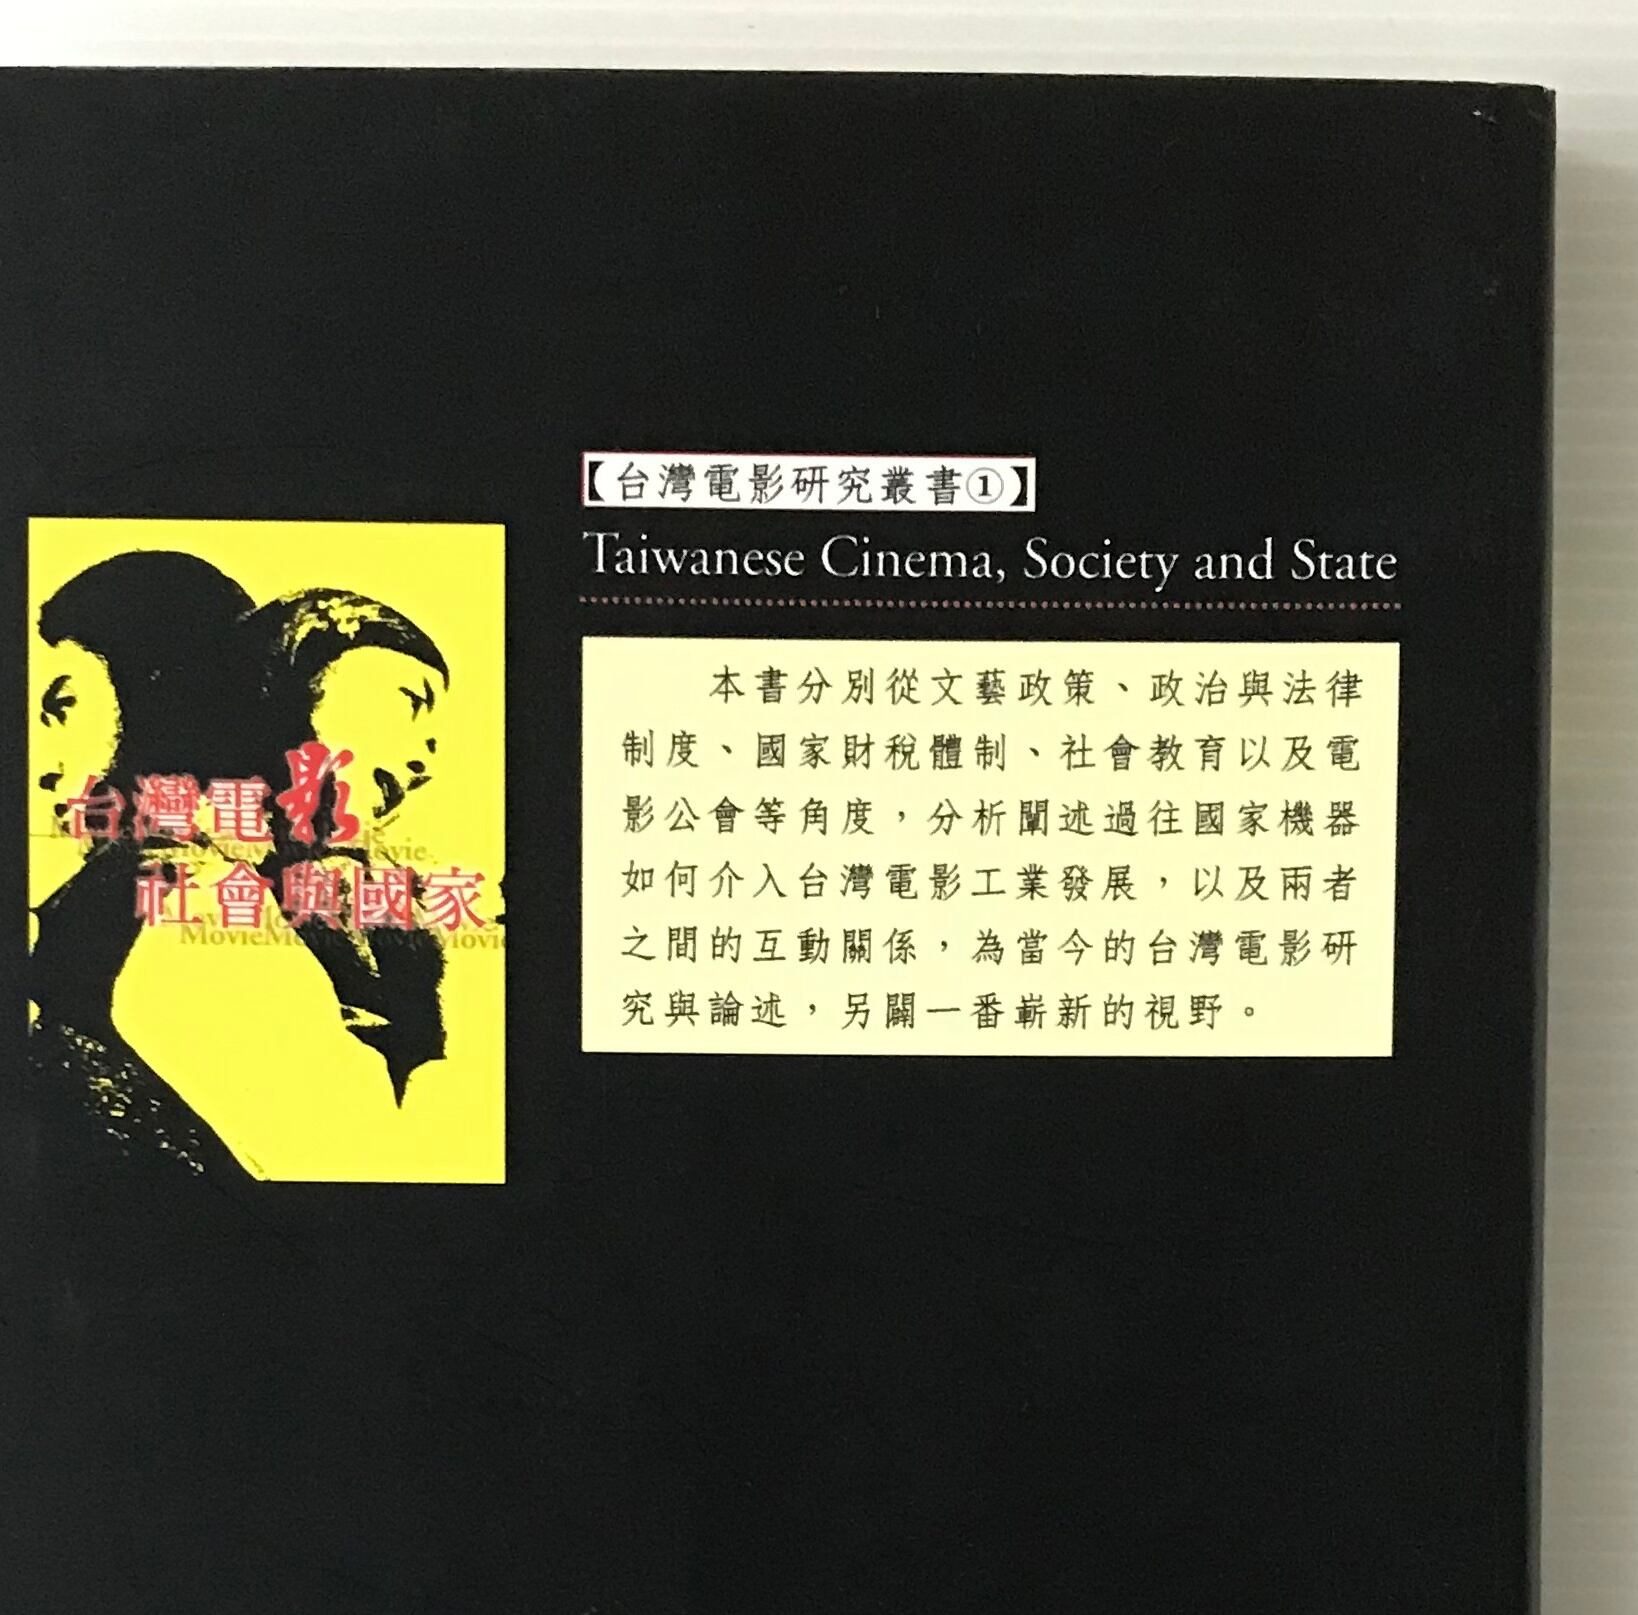 【台灣電影研究叢書①】
Taiwanese Cinema, Society and State
本書分別從文藝政策、政治與法律
制度、國家財稅體制、社會教育以及電
影公會等角度，分析闡述過往國家機器
如何介入台灣電影工業發展，以及兩者
之間的互動關係，為當今的台灣電影研
究與論述，另闢一番嶄新的視野。
台灣電影
社會與國家